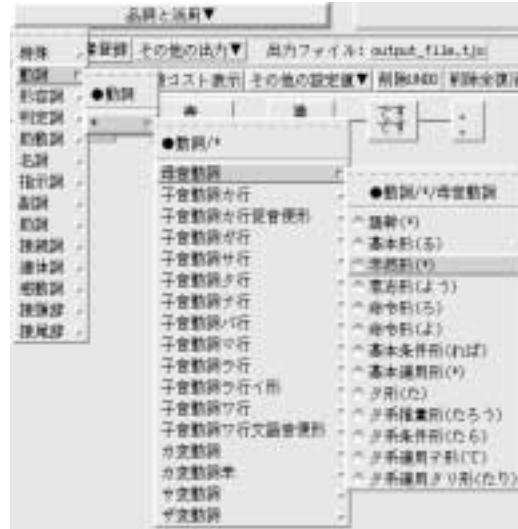 品詞と活用▼
その他の出力▼ 出力ファイル: output_file.tjs
コスト表示 その他の設定値▼ 削除UNDO 削除全復活
特殊
動詞
形容詞
判定詞
助動詞
名詞
指示詞
副詞
助詞
接続詞
連体詞
感動詞
接頭辞
接尾辞
●動詞
*
です
です
。
。
●動詞/*
母音動詞
子音動詞カ行
子音動詞カ行促音便形
子音動詞ガ行
子音動詞サ行
子音動詞タ行
子音動詞ナ行
子音動詞バ行
子音動詞マ行
子音動詞ラ行
子音動詞ラ行イ形
子音動詞ワ行
子音動詞ワ行文語音便形
カ変動詞
カ変動詞来
サ変動詞
ザ変動詞
●動詞/*/母音動詞
語幹(*)
基本形(る)
未然形(*)
意志形(よう)
命令形(ろ)
命令形(よ)
基本条件形(れば)
基本連用形(*)
タ形(た)
タ系推量形(たろう)
タ系条件形(たら)
タ系連用テ形(て)
タ系連用タリ形(たり)